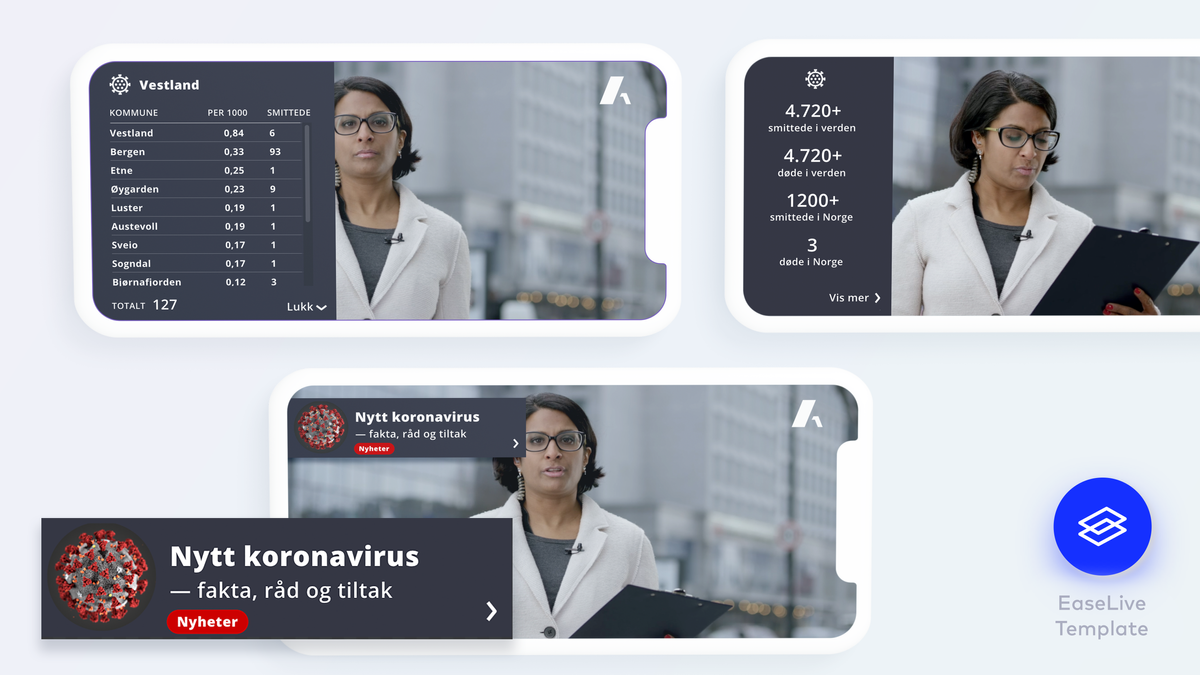 Vestland
KOMMUNE PER 1000 SMITTEDE
Vestland 0,84 6
Bergen 0,33 93
Etne 0,25 1
Øygarden 0,23 9
Luster 0,19 1
Austevoll 0,19 1
Sveio 0,17 1
Sogndal 0,17 1
Bjørnafjorden 0,12 3
TOTALT 127
Lukk
4.720+
smittede i verden
4.720+
døde i verden
1200+
smittede i Norge
3
døde i Norge
Vis mer
Nytt koronavirus
— fakta, råd og tiltak
Nyheter
Nytt koronavirus
— fakta, råd og tiltak
Nyheter
EaseLive
Template